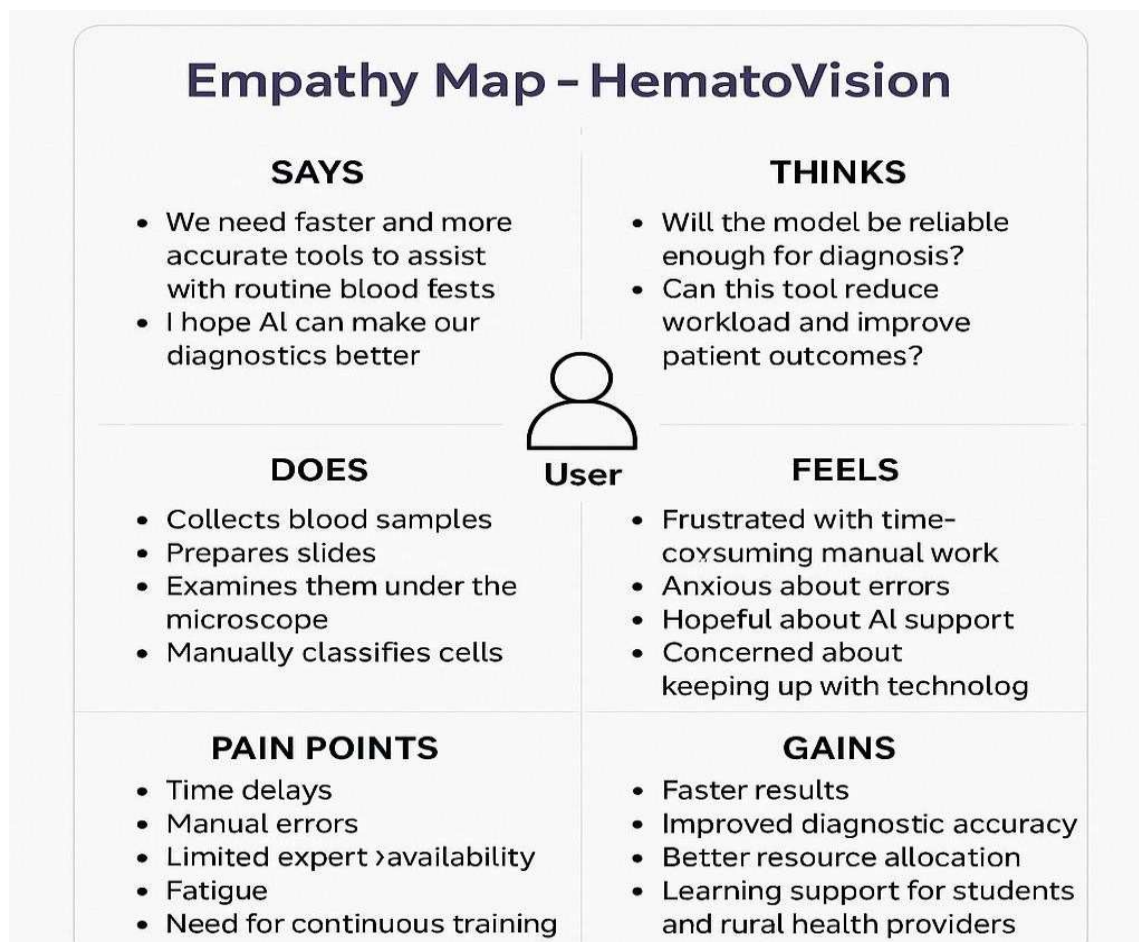 Empathy Map – HematoVision
SAYS
• We need faster and more
accurate tools to assist
with routine blood fests
• I hope AI can make our
diagnostics better
THINKS
• Will the model be reliable
enough for diagnosis?
• Can this tool reduce
workload and improve
patient outcomes?
User
DOES
• Collects blood samples
• Prepares slides
• Examines them under the
microscope
• Manually classifies cells
FEELS
• Frustrated with time-
coxsuming manual work
• Anxious about errors
• Hopeful about AI support
• Concerned about
keeping up with technolog
PAIN POINTS
• Time delays
• Manual errors
• Limited expert ›availability
• Fatigue
• Need for continuous training
GAINS
• Faster results
• Improved diagnostic accuracy
• Better resource allocation
• Learning support for students
and rural health providers